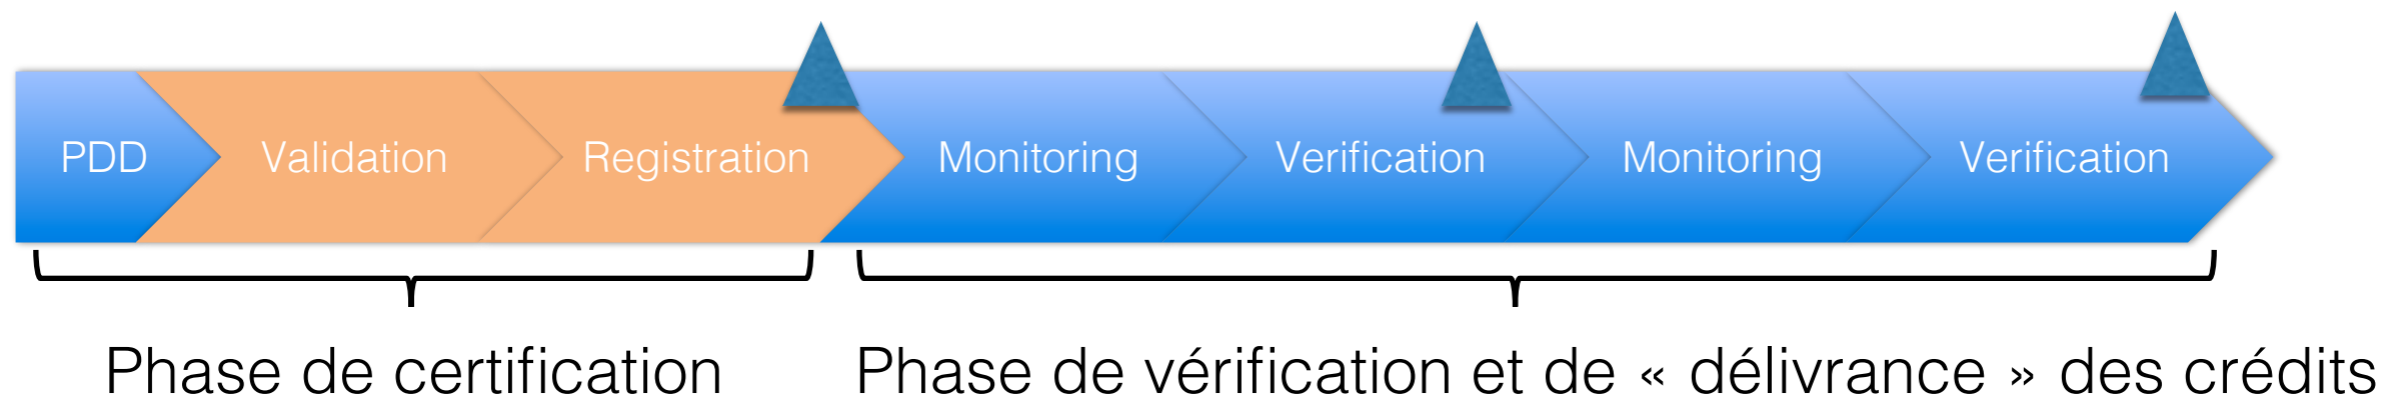 PDD Validation Registration Monitoring Verification Monitoring Verification
Phase de certification Phase de vérification et de « délivrance » des crédits